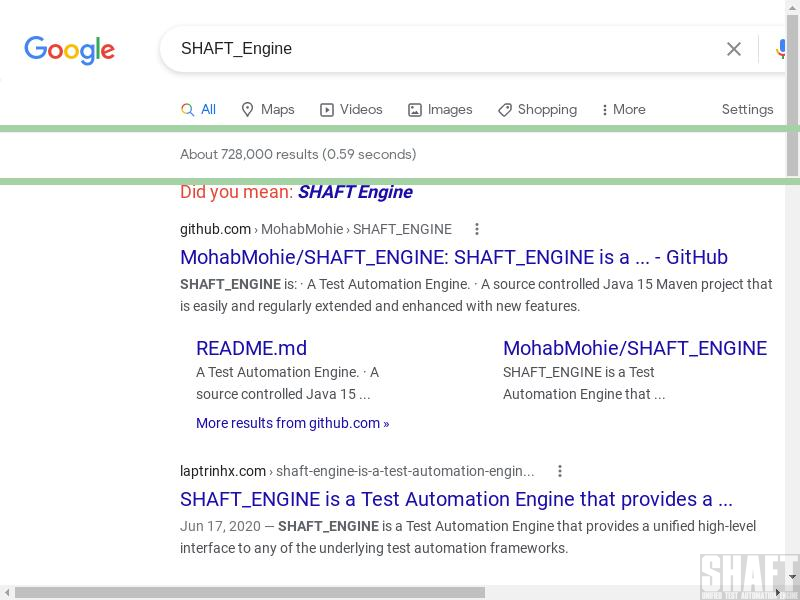 Google
SHAFT_Engine
All Maps Videos Images Shopping More Settings
About 728,000 results (0.59 seconds)
Did you mean: SHAFT Engine
github.com › MohabMohie › SHAFT_ENGINE
MohabMohie/SHAFT_ENGINE: SHAFT_ENGINE is a ... - GitHub
SHAFT_ENGINE is: · A Test Automation Engine. · A source controlled Java 15 Maven project that
is easily and regularly extended and enhanced with new features.
README.md
A Test Automation Engine. · A
source controlled Java 15 ...
MohabMohie/SHAFT_ENGINE
SHAFT_ENGINE is a Test
Automation Engine that ...
More results from github.com »
laptrinhx.com › shaft-engine-is-a-test-automation-engin...
SHAFT_ENGINE is a Test Automation Engine that provides a ...
Jun 17, 2020 — SHAFT_ENGINE is a Test Automation Engine that provides a unified high-level
interface to any of the underlying test automation frameworks.
SHAFT
UNIFIED TEST AUTOMATION ENGINE